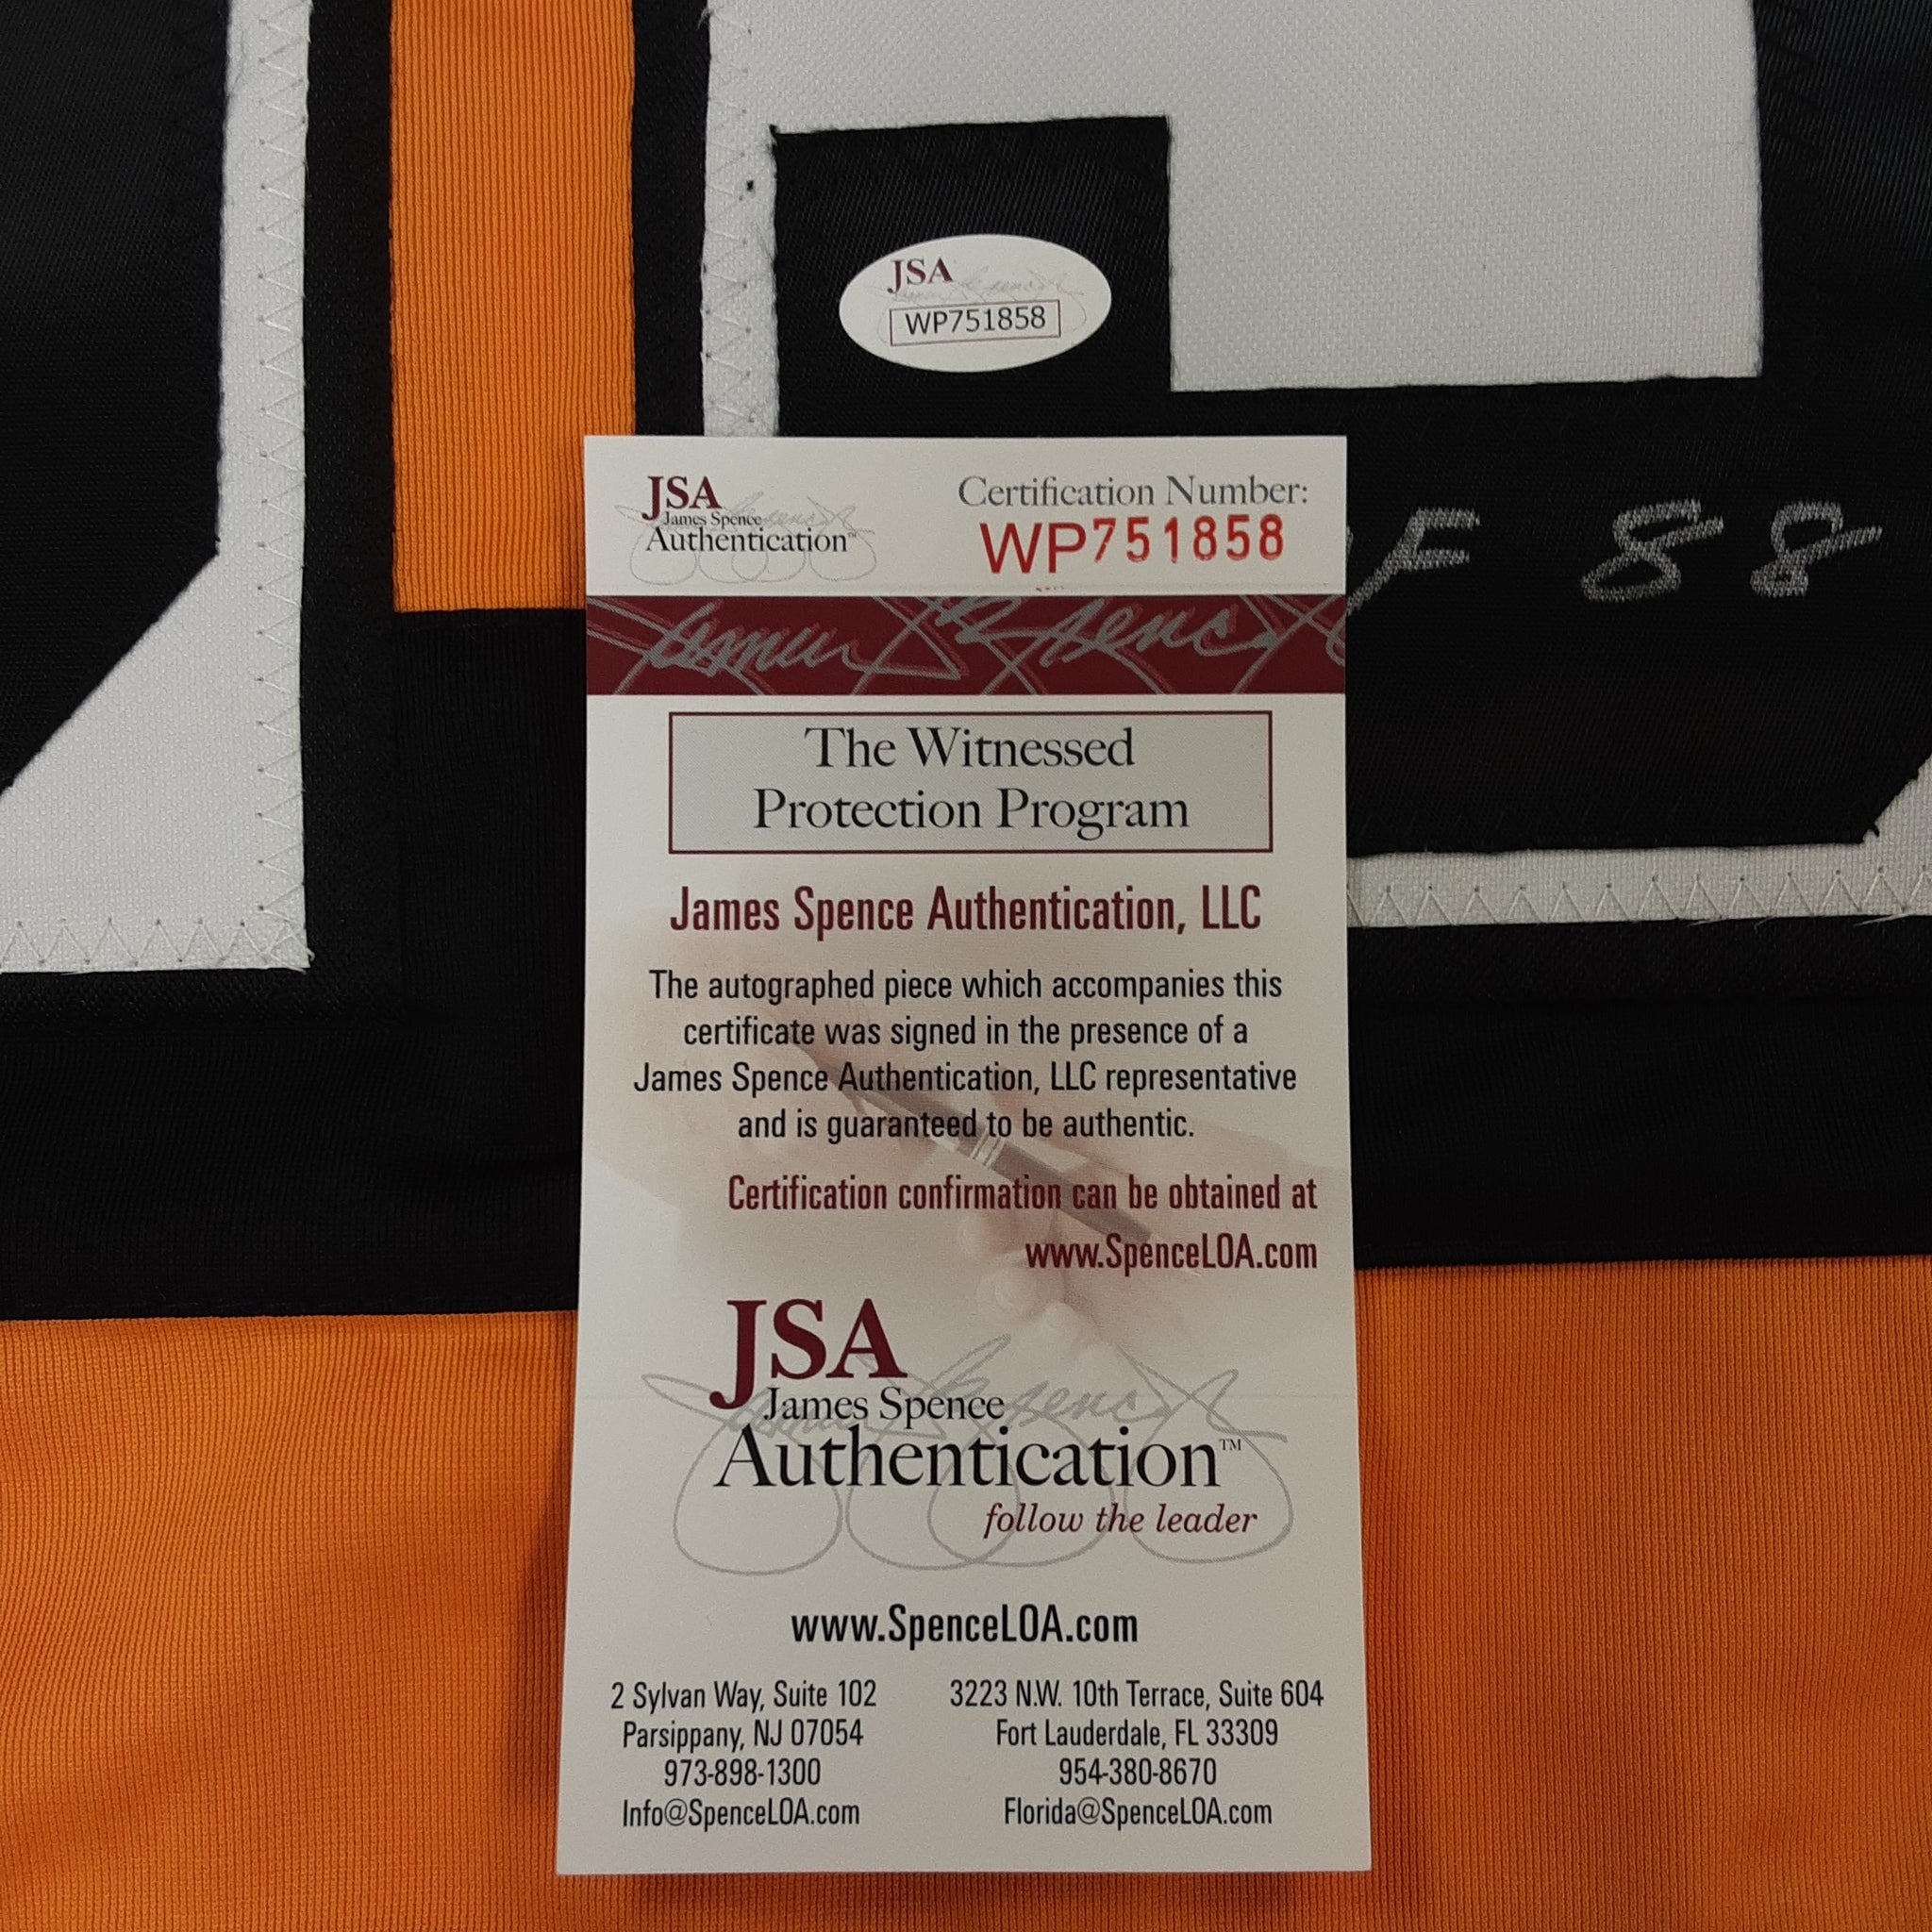 JSA
WP751858
JSA
James Spence
Authentication™
Certification Number:
WP751858
F 88
The Witnessed
Protection Program
James Spence Authentication, LLC
The autographed piece which accompanies this
certificate was signed in the presence of a
James Spence Authentication, LLC representative
and is guaranteed to be authentic.
Certification confirmation can be obtained at
www.SpenceLOA.com
JSA
James Spence
Authentication™
follow the leader
www.SpenceLOA.com
2 Sylvan Way, Suite 102
Parsippany, NJ 07054
973-898-1300
Info@SpenceLOA.com
3223 N.W. 10th Terrace, Suite 604
Fort Lauderdale, FL 33309
954-380-8670
Florida@SpenceLOA.com